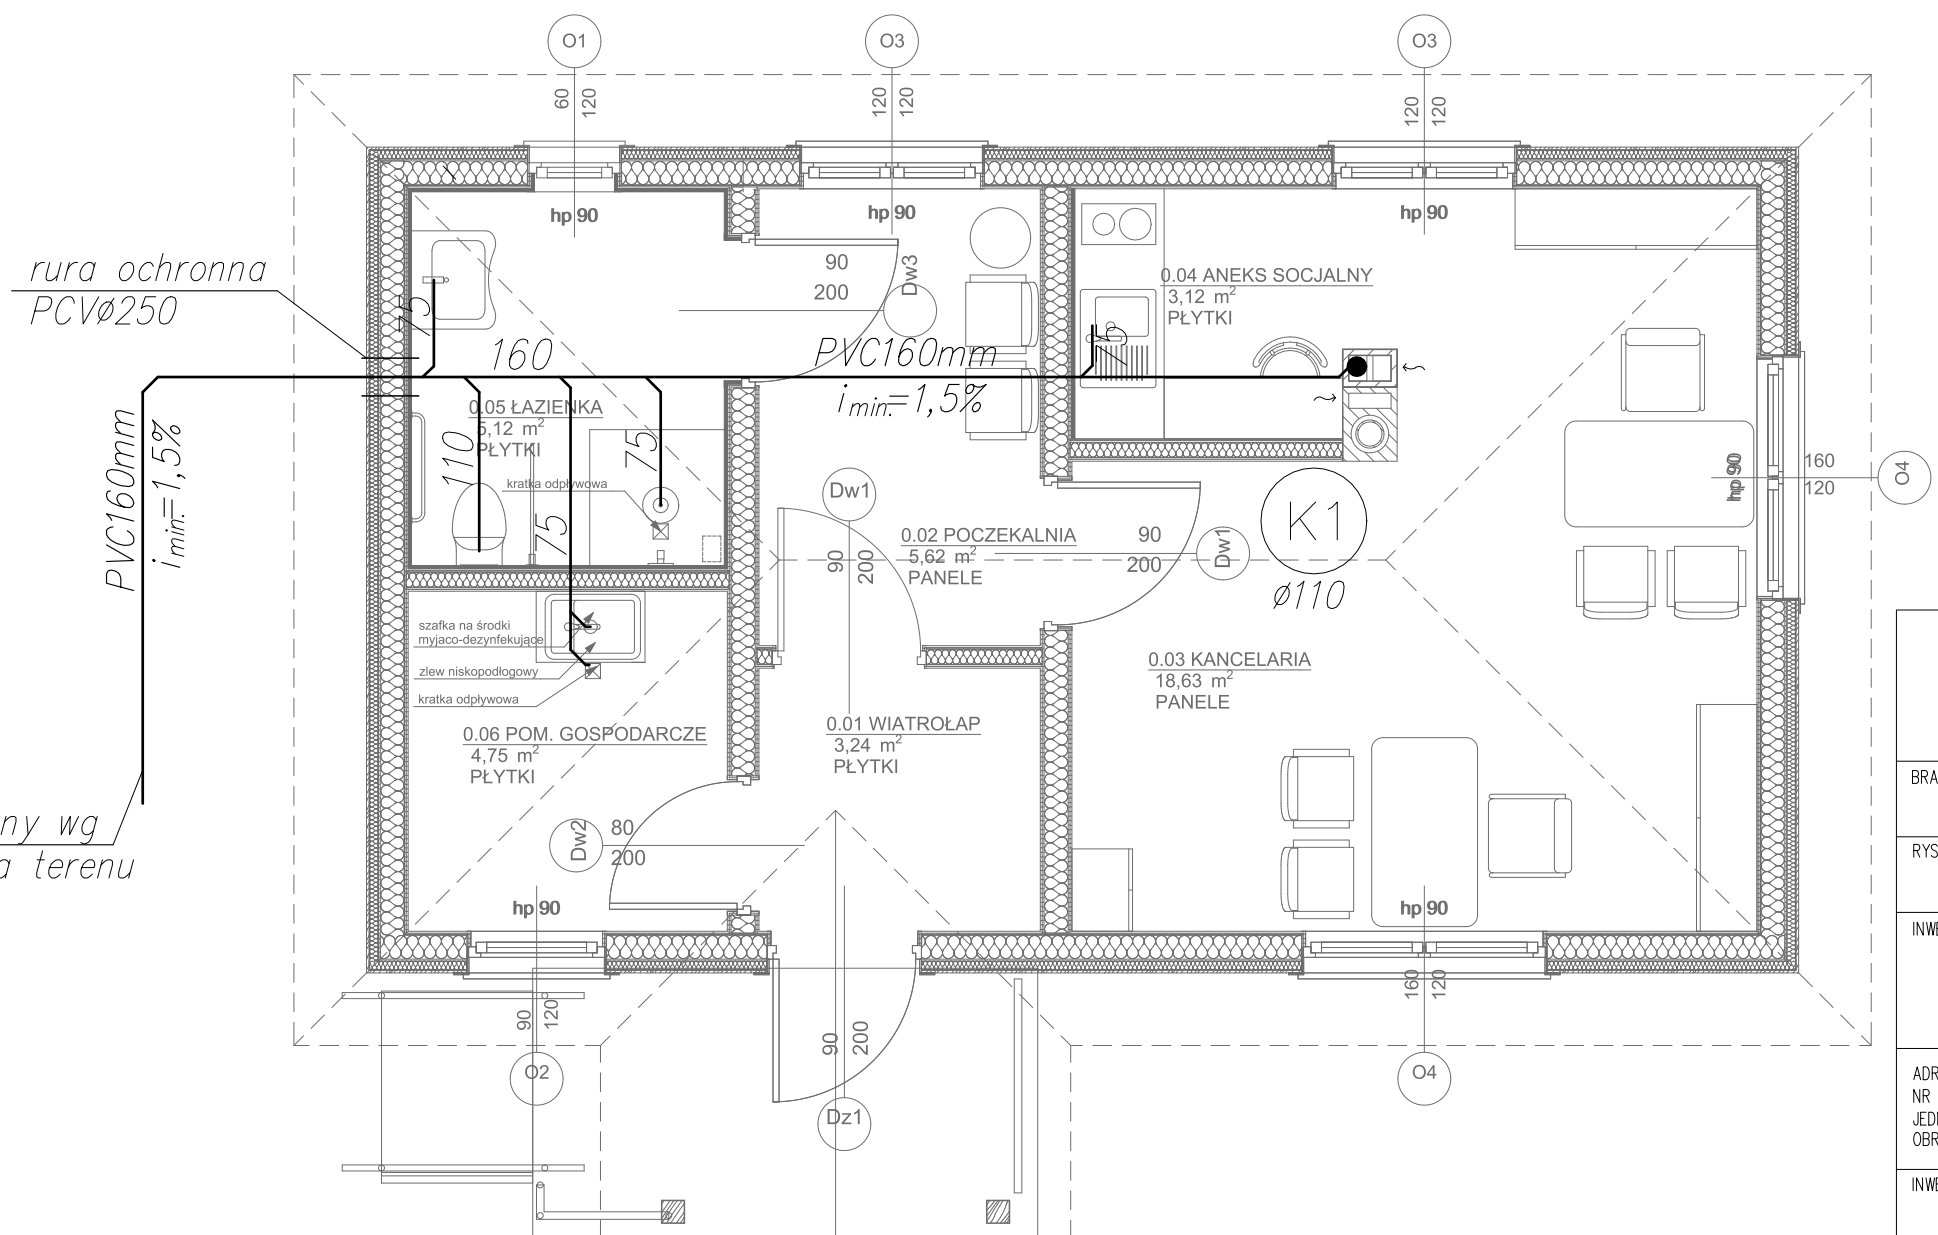 O1
O3
O3
60
120
120
120
120
120
hp 90
hp 90
hp 90
rura ochronna
PCVø250
75
90
200
Dw3
0.04 ANEKS SOCJALNY
3,12 m²
PŁYTKI
160
PVC160mm
i min.=1,5%
75
0.05 ŁAZIENKA
5,12 m²
PŁYTKI
110
75
kratka odpływowa
75
PVC160mm
i min.=1,5%
Dw1
90
200
0.02 POCZEKALNIA
5,62 m²
PANELE
90
200
Dw1
K1
ø110
hp 90
160
120
O4
szafka na środki
myjaco-dezynfekujące
zlew niskopodłogowy
kratka odpływowa
0.03 KANCELARIA
18,63 m²
PANELE
0.06 POM. GOSPODARCZE
4,75 m²
PŁYTKI
0.01 WIATROŁAP
3,24 m²
PŁYTKI
ny wg
a terenu
Dw2
80
200
hp 90
hp 90
90
120
O2
90
200
Dz1
160
120
O4
BRA
RYS
INWE
ADR
NR
JEDN
OBR
INWE